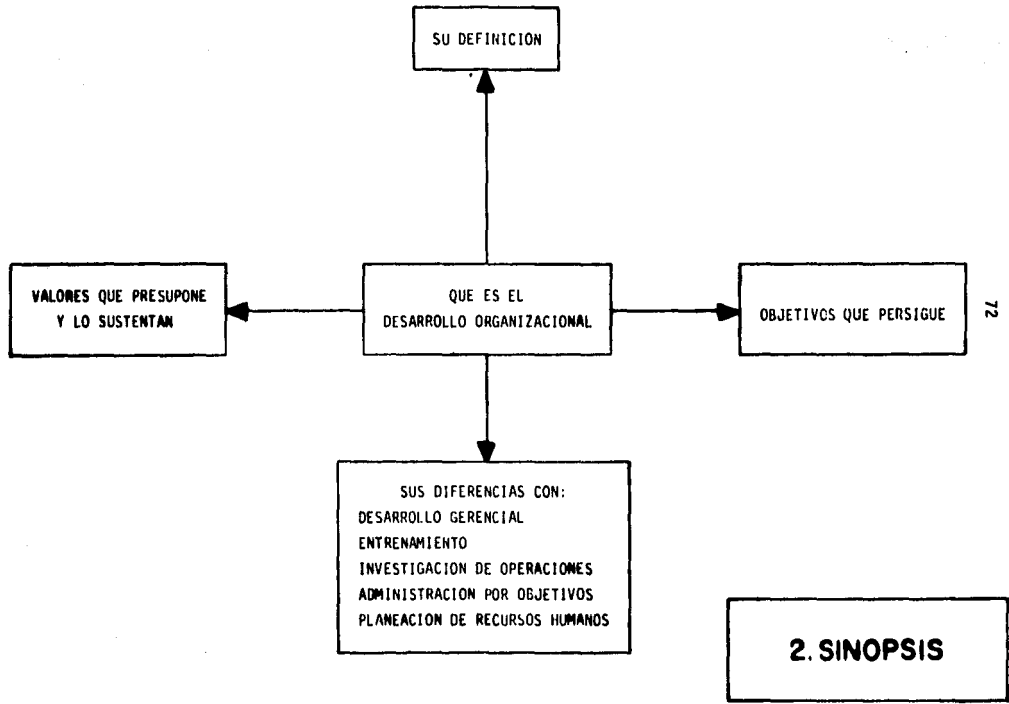 SU DEFINICION
VALORES QUE PRESUPONE
Y LO SUSTENTAN
QUE ES EL
DESARROLLO ORGANIZACIONAL
OBJETIVOS QUE PERSIGUE
72
SUS DIFERENCIAS CON:
DESARROLLO GERENCIAL
ENTRENAMIENTO
INVESTIGACION DE OPERACIONES
ADMINISTRACION POR OBJETIVOS
PLANEACION DE RECURSOS HUMANOS
2. SINOPSIS